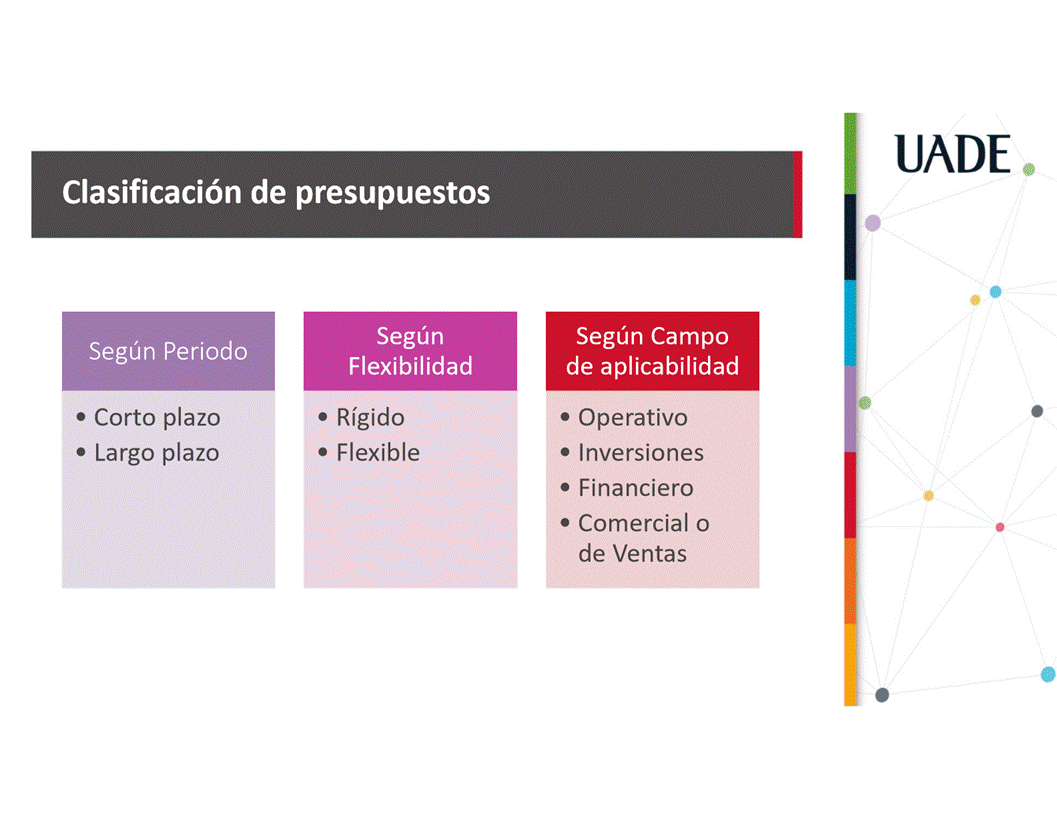 UADE
Clasificación de presupuestos
Según Periodo
• Corto plazo
• Largo plazo
Según
Flexibilidad
• Rígido
• Flexible
Según Campo
de aplicabilidad
• Operativo
• Inversiones
• Financiero
• Comercial o
de Ventas